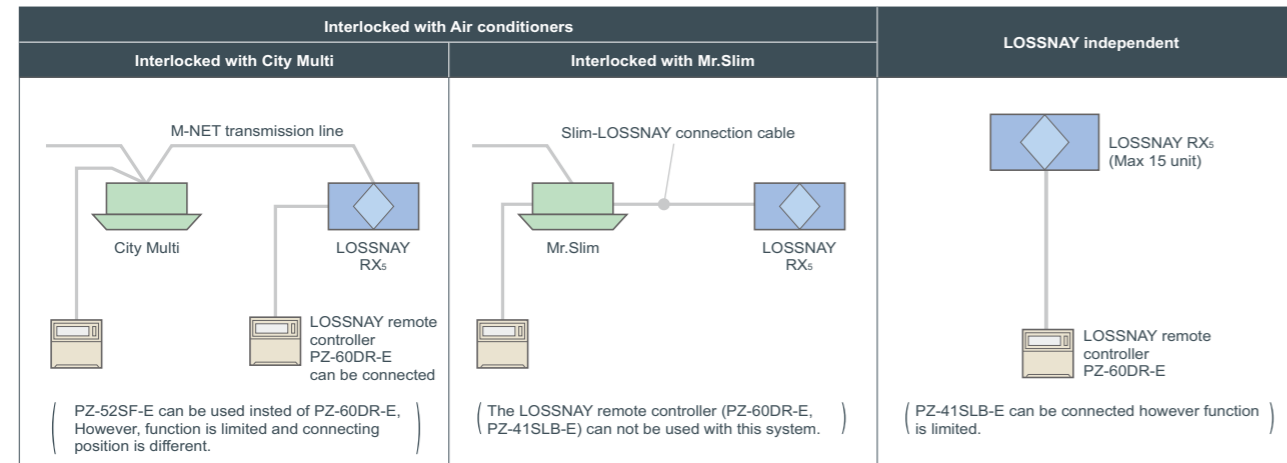 Interlocked with Air conditioners
LOSSNAY independent
Interlocked with City Multi
Interlocked with Mr.Slim
M-NET transmission line
City Multi
LOSSNAY
RX5
LOSSNAY remote
controller
PZ-60DR-E
can be connected
PZ-52SF-E can be used insted of PZ-60DR-E,
However, function is limited and connecting
position is different.
Slim-LOSSNAY connection cable
Mr.Slim
LOSSNAY
RX5
The LOSSNAY remote controller (PZ-60DR-E,
PZ-41SLB-E) can not be used with this system.
LOSSNAY RX5
(Max 15 unit)
LOSSNAY remote
controller
PZ-60DR-E
PZ-41SLB-E can be connected however function
is limited.